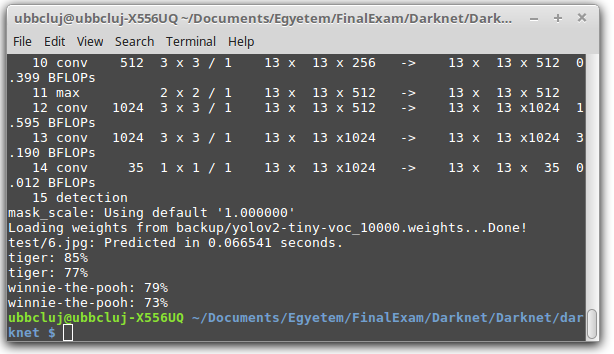 ubbcluj@ubbcluj-X556UQ ~/Documents/Egyetem/FinalExam/Darknet/Dark...
File Edit View Search Terminal Help
10 conv 512 3 x 3 / 1 13 x 13 x 256 -> 13 x 13 x 512 0
.399 BFLOPs
11 max 2 x 2 / 1 13 x 13 x 512 -> 13 x 13 x 512
12 conv 1024 3 x 3 / 1 13 x 13 x 512 -> 13 x 13 x1024 1
.595 BFLOPs
13 conv 1024 3 x 3 / 1 13 x 13 x1024 -> 13 x 13 x1024 3
.190 BFLOPs
14 conv 35 1 x 1 / 1 13 x 13 x1024 -> 13 x 13 x 35 0
.012 BFLOPs
15 detection
mask_scale: Using default '1.000000'
Loading weights from backup/yolov2-tiny-voc_10000.weights...Done!
test/6.jpg: Predicted in 0.066541 seconds.
tiger: 85%
tiger: 77%
winnie-the-pooh: 79%
winnie-the-pooh: 73%
ubbcluj@ubbcluj-X556UQ ~/Documents/Egyetem/FinalExam/Darknet/Darknet/dar
knet $